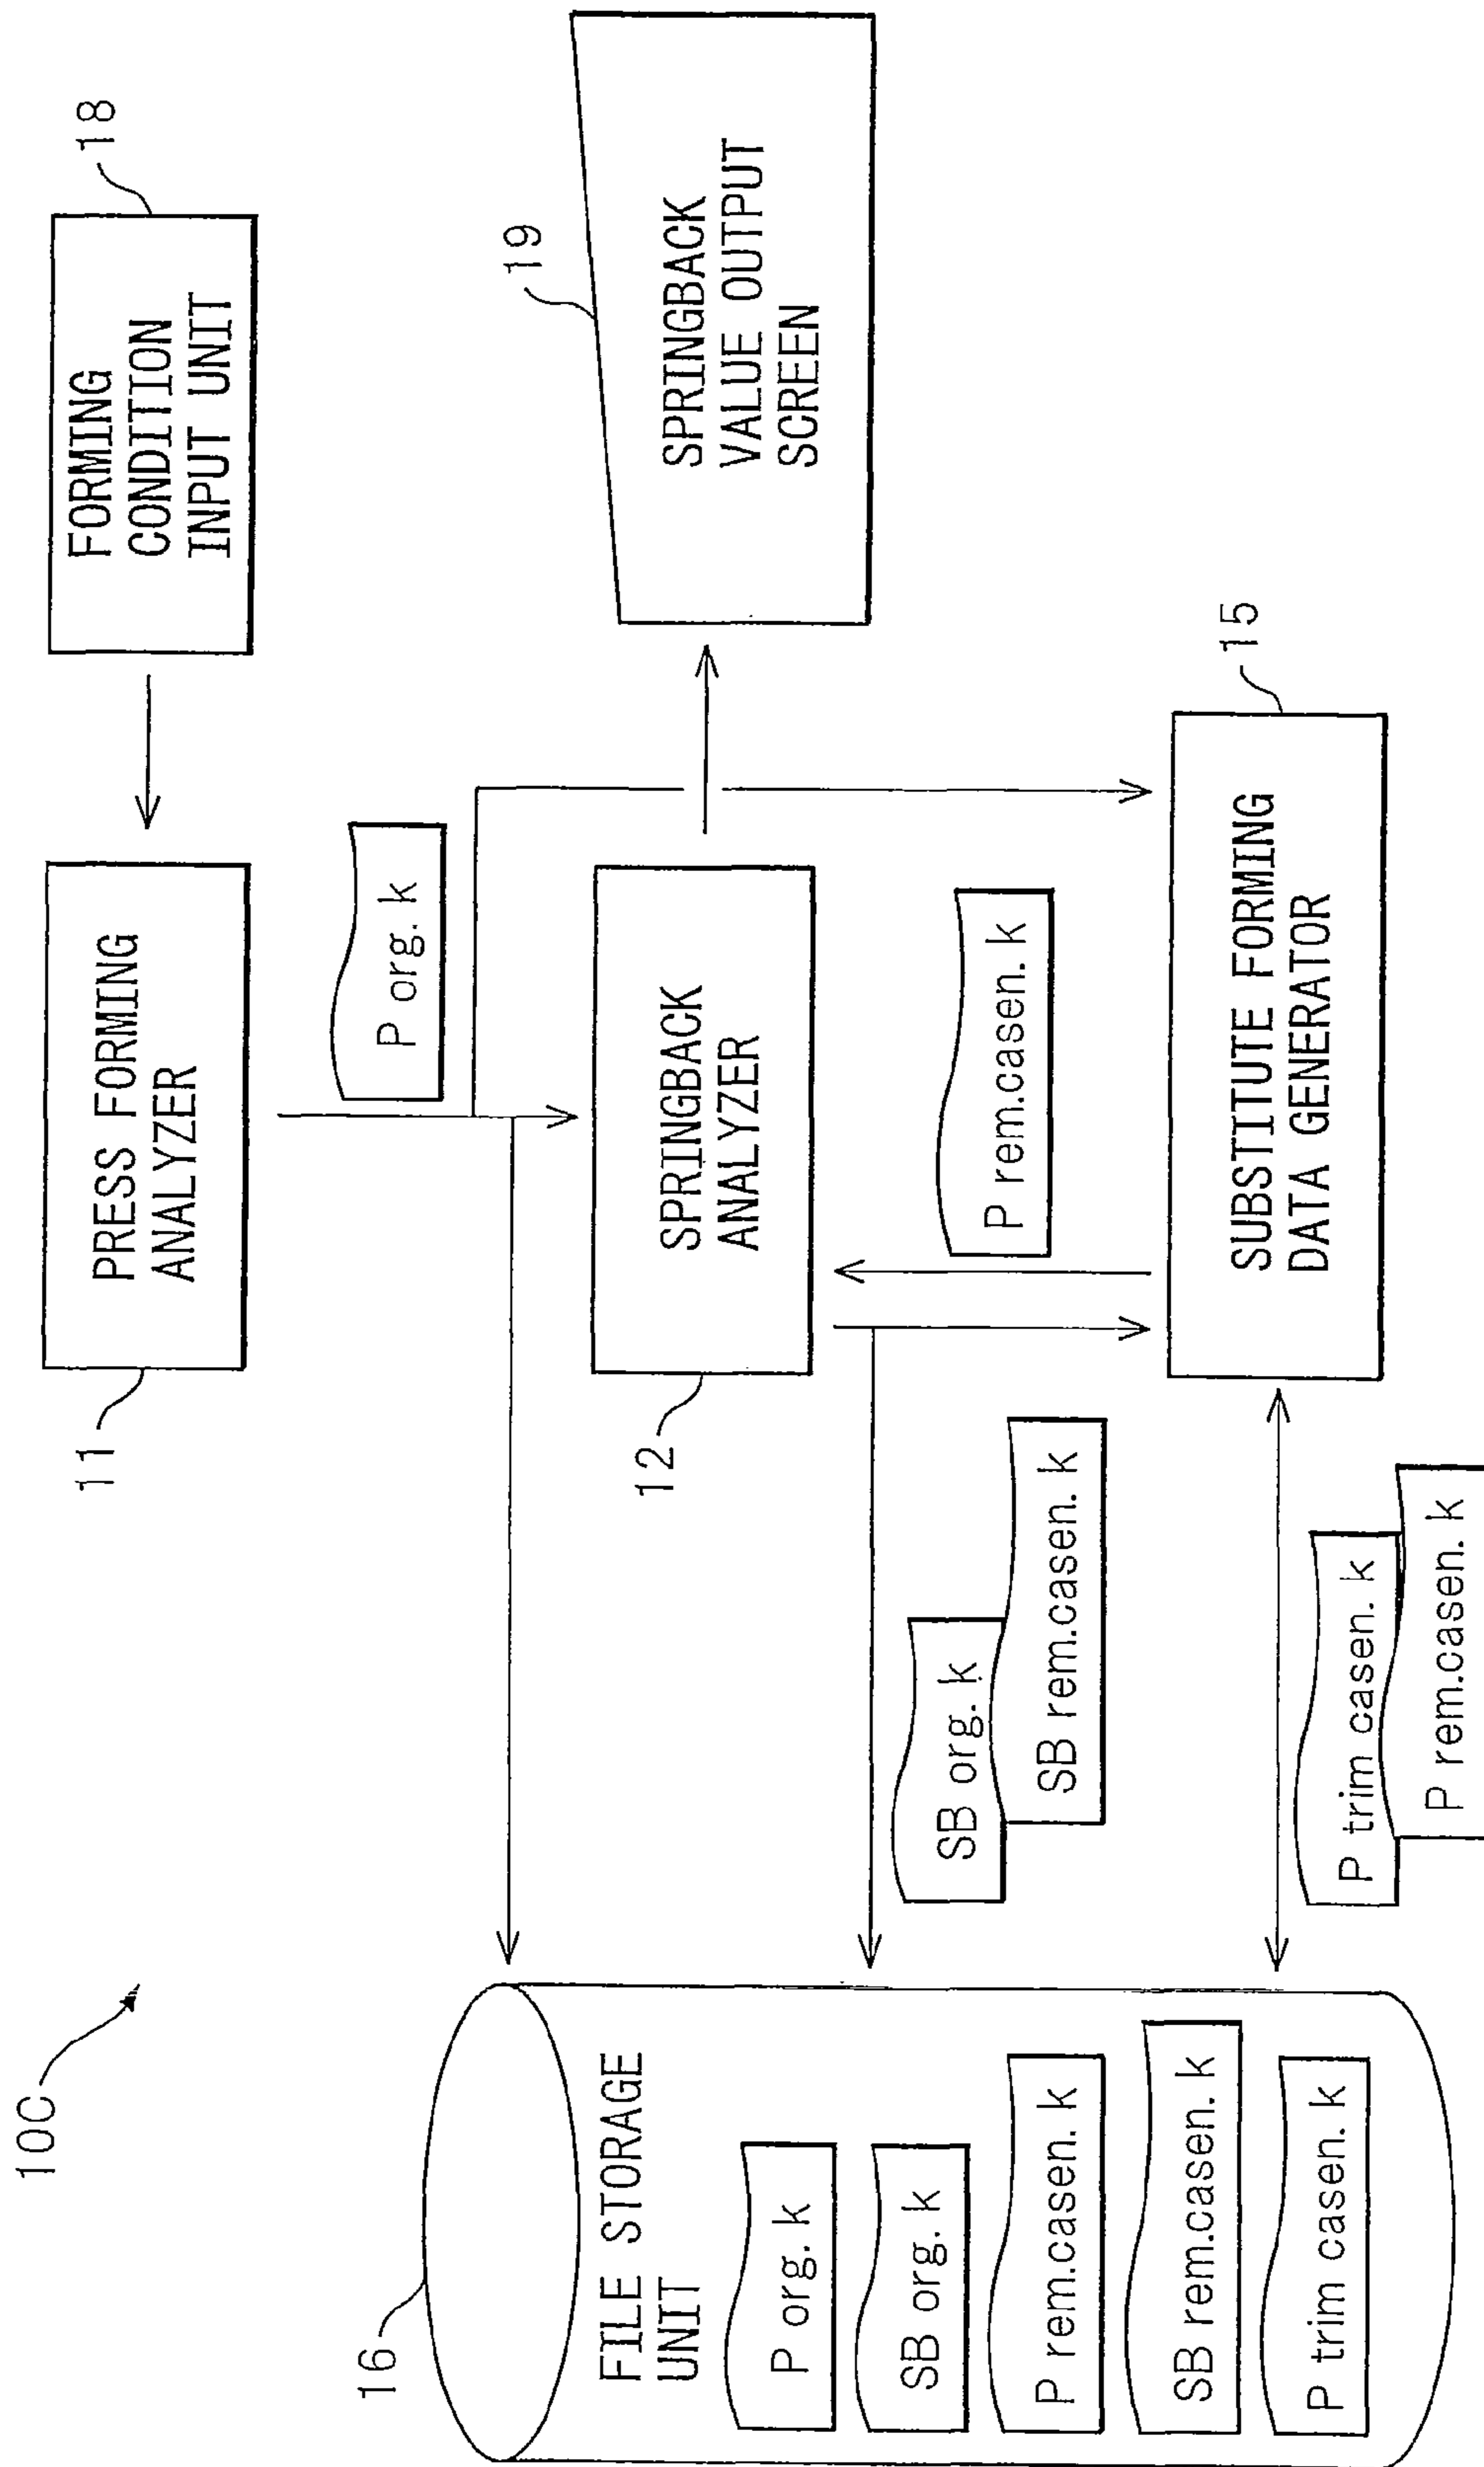 10C
16
FILE STORAGE
UNIT
P org. k
SB org. k
P rem.casen. k
SB rem.casen. k
P trim casen. k
11
PRESS FORMING
ANALYZER
P org. k
18
FORMING
CONDITION
INPUT UNIT
12
SPRINGBACK
ANALYZER
19
SPRINGBACK
VALUE OUTPUT
SCREEN
SB org. k
SB rem.casen. k
P rem.casen. k
15
SUBSTITUTE FORMING
DATA GENERATOR
P trim casen. k
P rem.casen. k